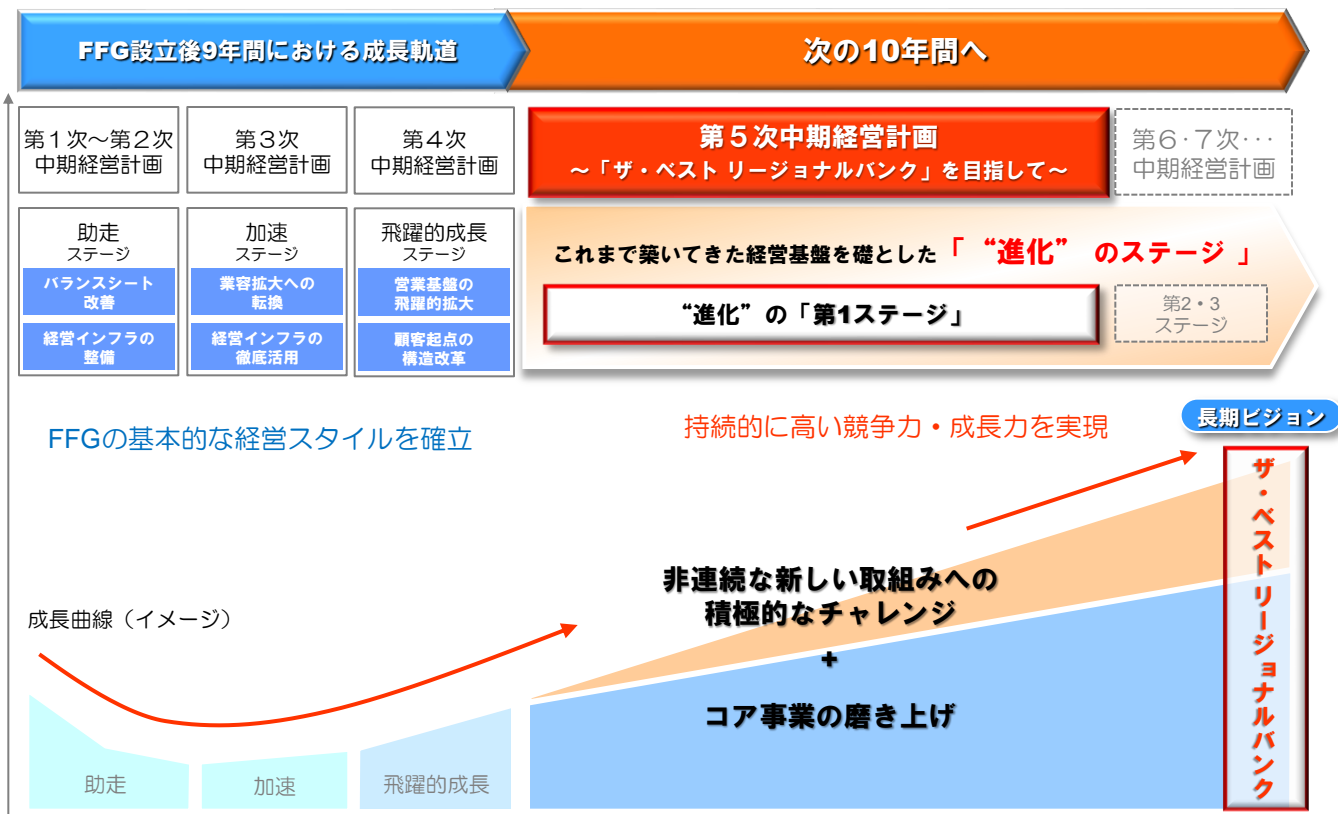 FFG設立後9年間における成長軌道
次の10年間へ
第１次～第２次
中期経営計画
第３次
中期経営計画
第４次
中期経営計画
第５次中期経営計画
～「ザ・ベスト リージョナルバンク」を目指して～
第６･７次･･･
中期経営計画
助走
ステージ
バランスシート
改善
経営インフラの
整備
加速
ステージ
業容拡大への
転換
経営インフラの
徹底活用
飛躍的成長
ステージ
営業基盤の
飛躍的拡大
顧客起点の
構造改革
これまで築いてきた経営基盤を礎とした「 “進化” のステージ 」
“進化”の「第1ステージ」
第2・3
ステージ
FFGの基本的な経営スタイルを確立
持続的に高い競争力・成長力を実現
長期ビジョン
ザ・ベストリージョナルバンク
成長曲線（イメージ）
非連続な新しい取組みへの
積極的なチャレンジ
+
コア事業の磨き上げ
助走
加速
飛躍的成長